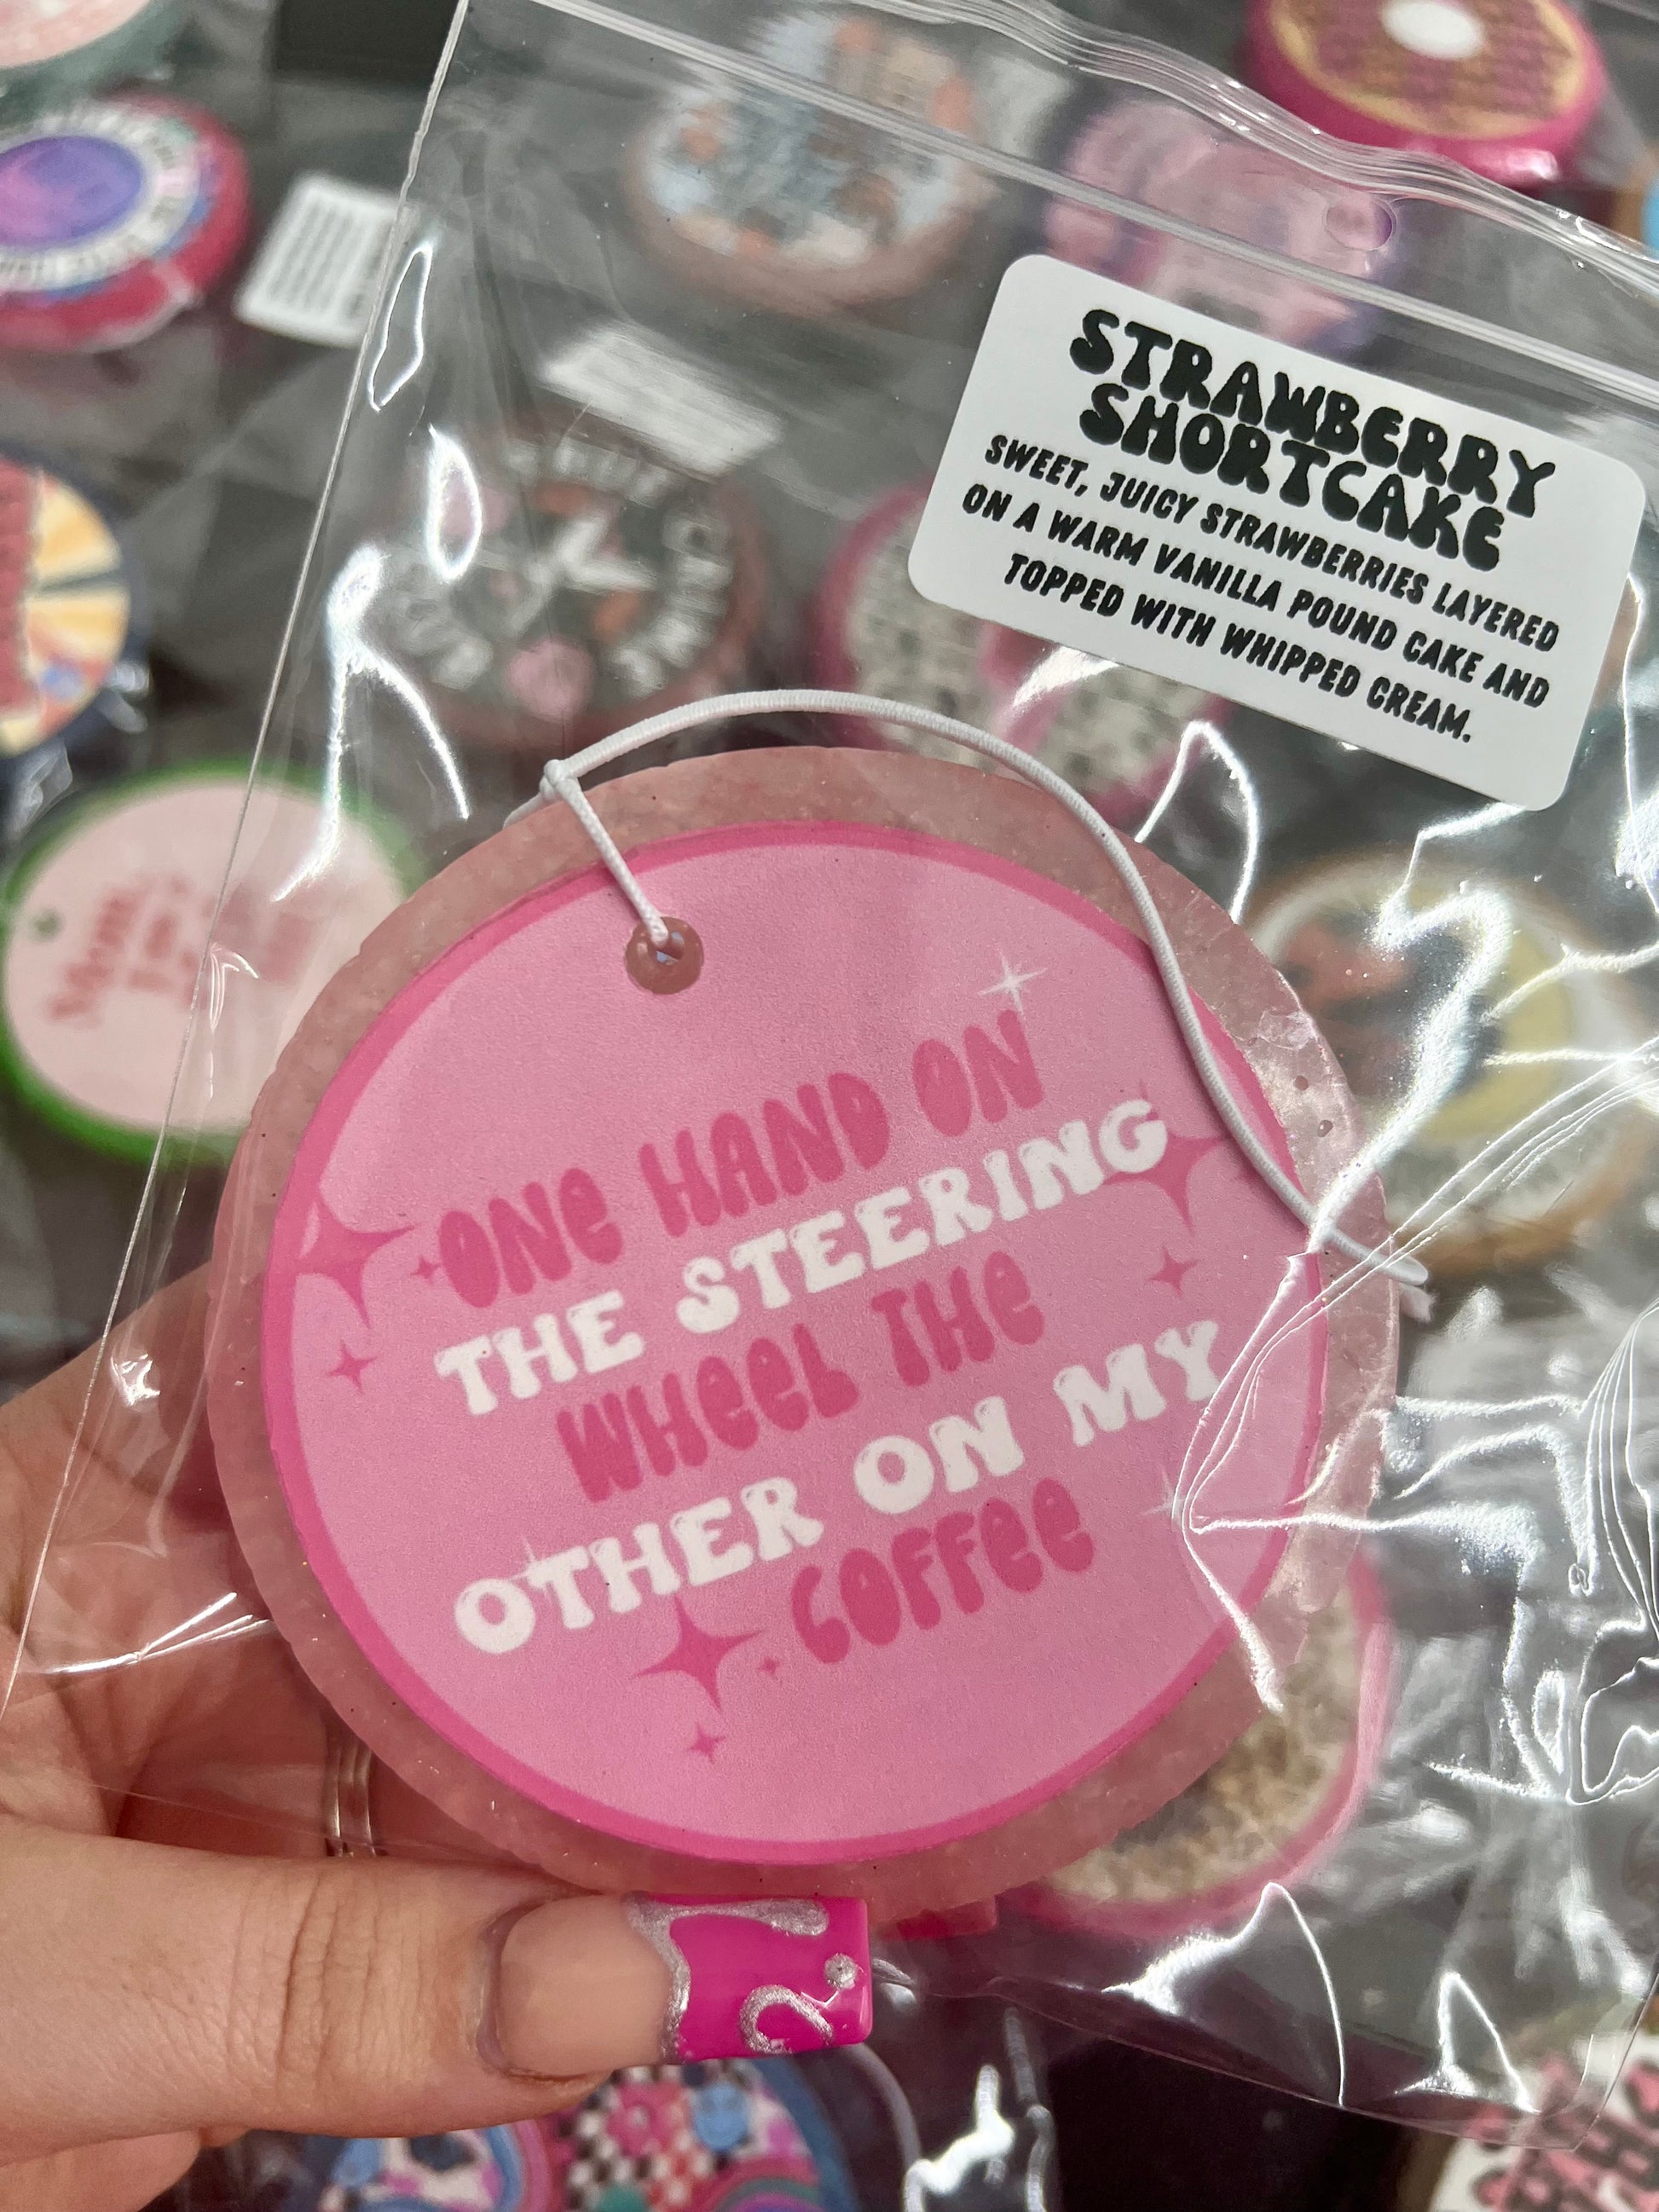 STRAWBERRY
SHORTCAKE
SWEET, JUICY STRAWBERRIES LAYERED
ON A WARM VANILLA POUND CAKE AND
TOPPED WITH WHIPPED CREAM.
ONE HAND ON
THE STEERING
WHEEL THE
OTHER ON MY
COFFEE